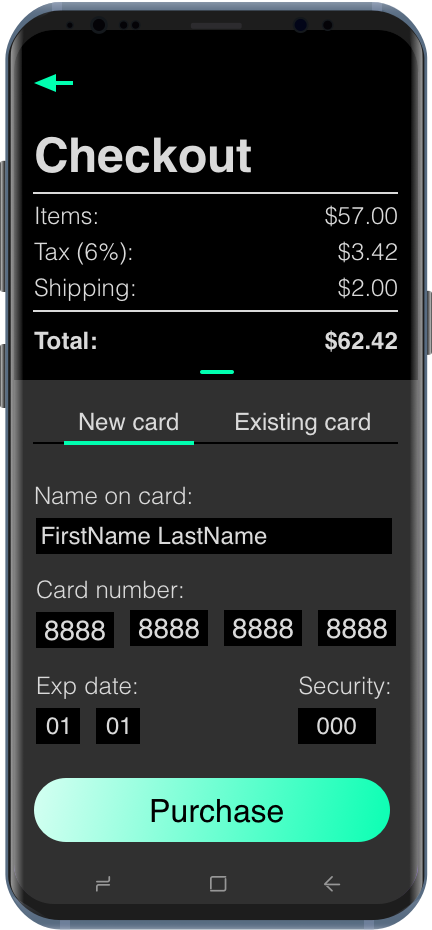 Checkout
Items: $57.00
Tax (6%): $3.42
Shipping: $2.00
Total: $62.42
New card Existing card
Name on card:
FirstName LastName
Card number:
8888 8888 8888 8888
Exp date: Security:
01 01 000
Purchase